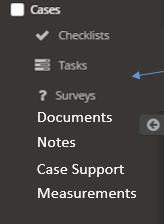 Cases
Checklists
Tasks
Surveys
Documents
Notes
Case Support
Measurements